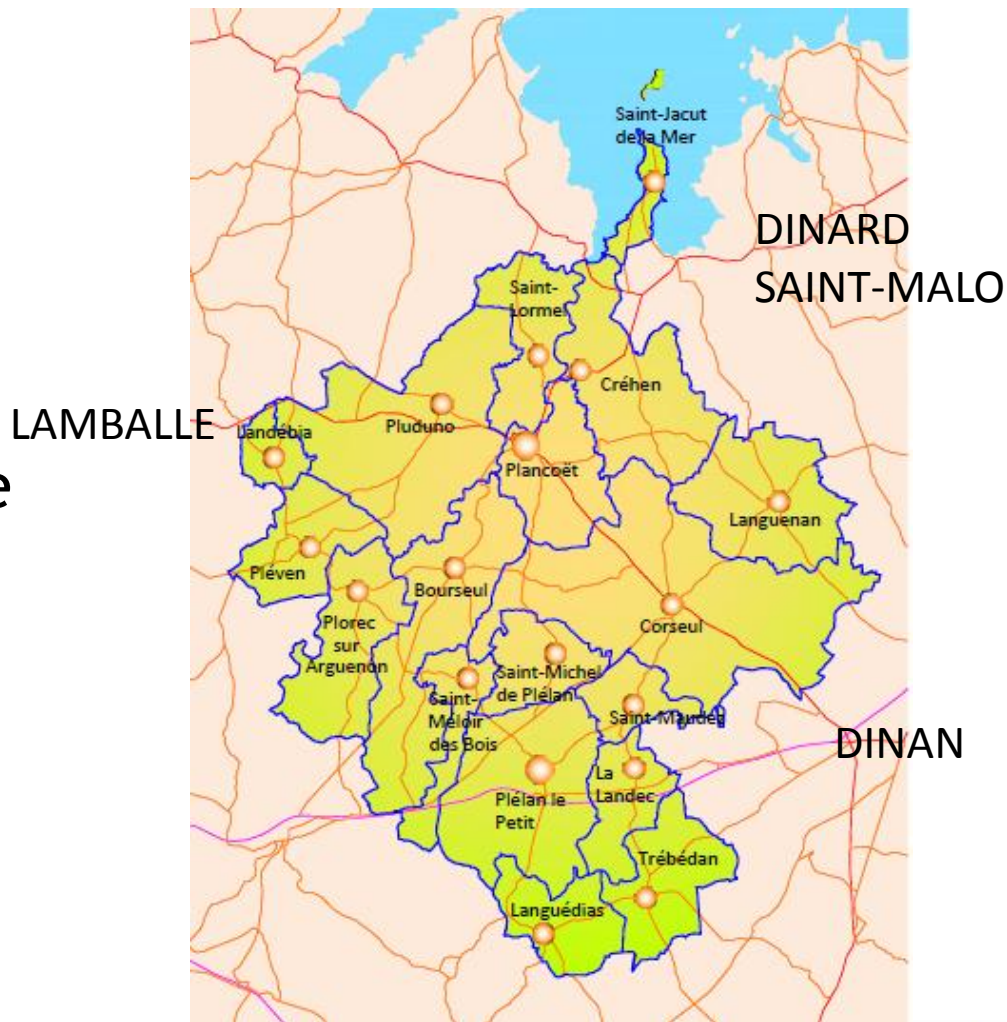 Saint-Jacut
de la Mer
DINARD
SAINT-MALO
Saint-
Lormel
Créhen
LAMBALLE
Landébia
Pluduno
Plancoët
e
Languenan
Pléven
Bourseul
Plorec
sur
Arguenon
Corseul
Saint-Michel
de Plélan
Saint-
Méloir
des Bois
Saint-Maudez
DINAN
La
Landec
Plélan le
Petit
Trébédan
Languédias